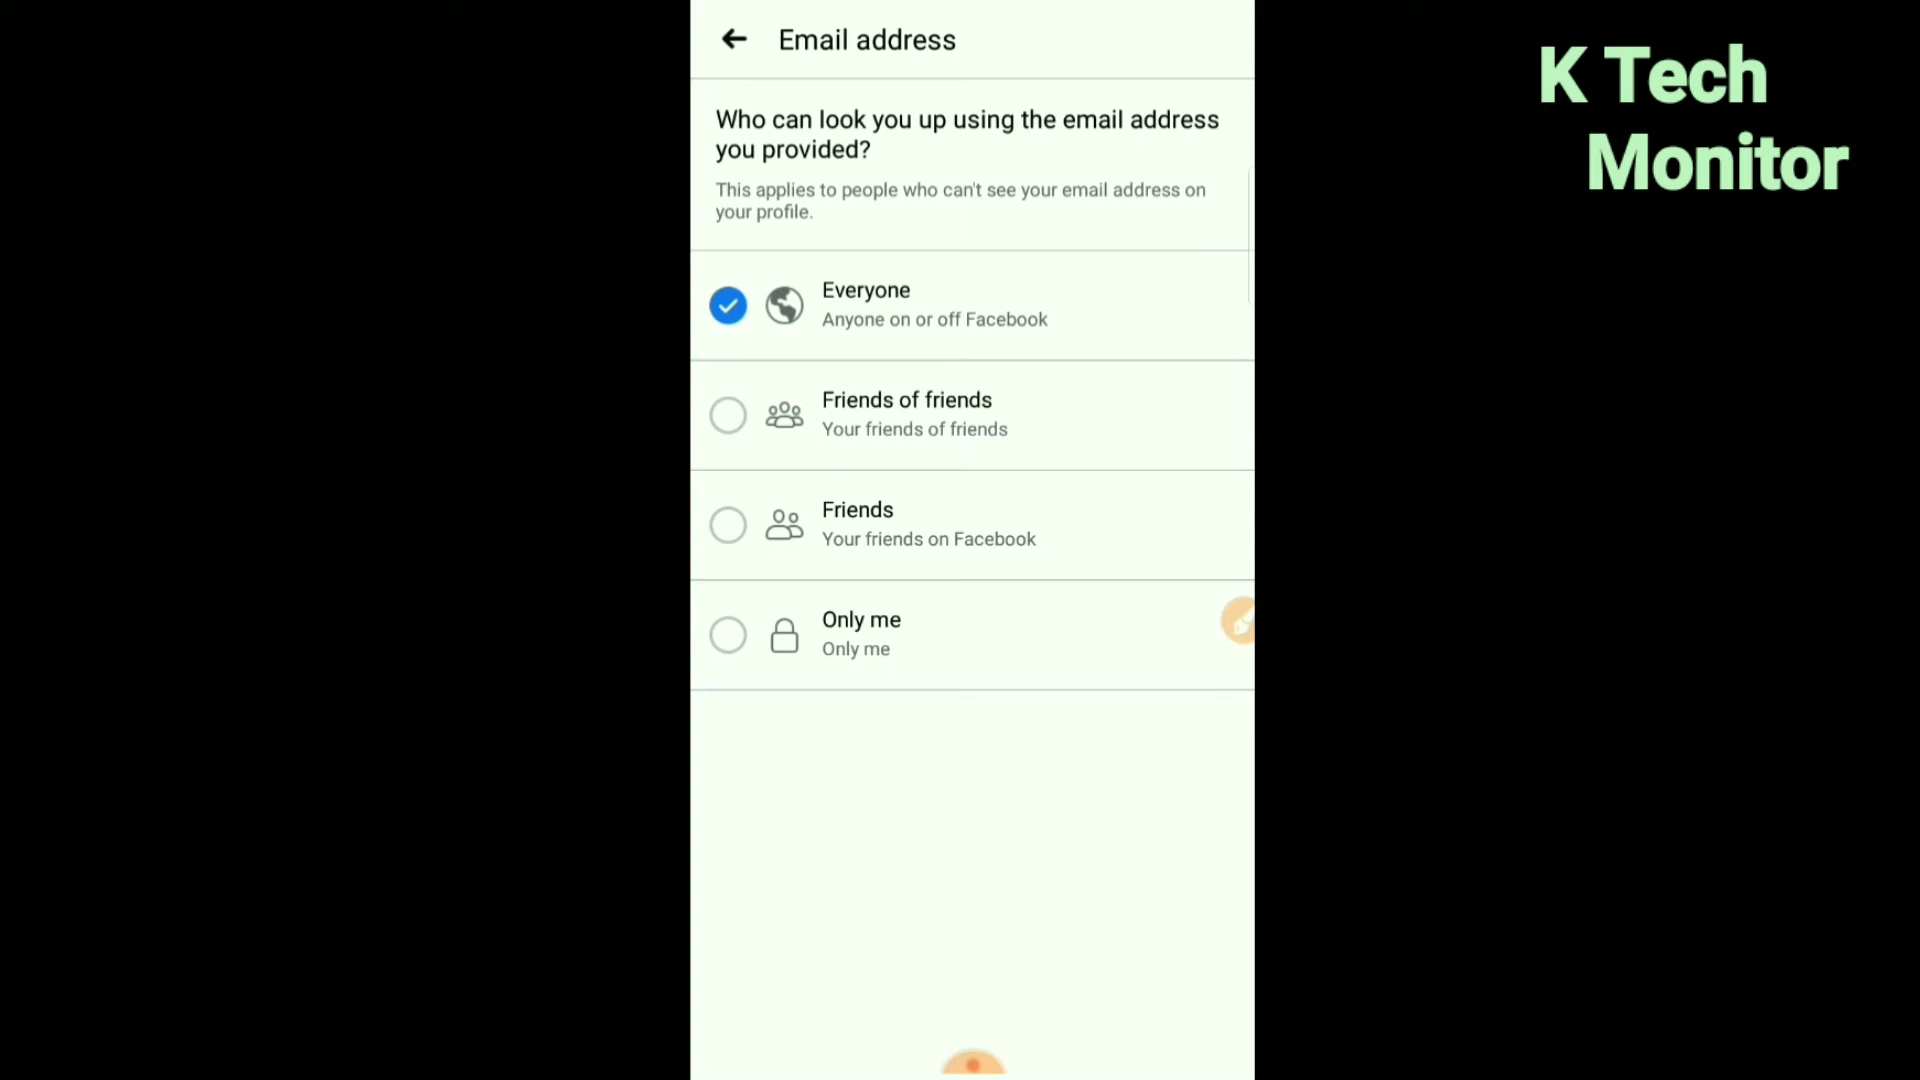 Email address
K Tech
Monitor
Who can look you up using the email address
you provided?
This applies to people who can't see your email address on
your profile.
Everyone
Anyone on or off Facebook
Friends of friends
Your friends of friends
Friends
Your friends on Facebook
Only me
Only me